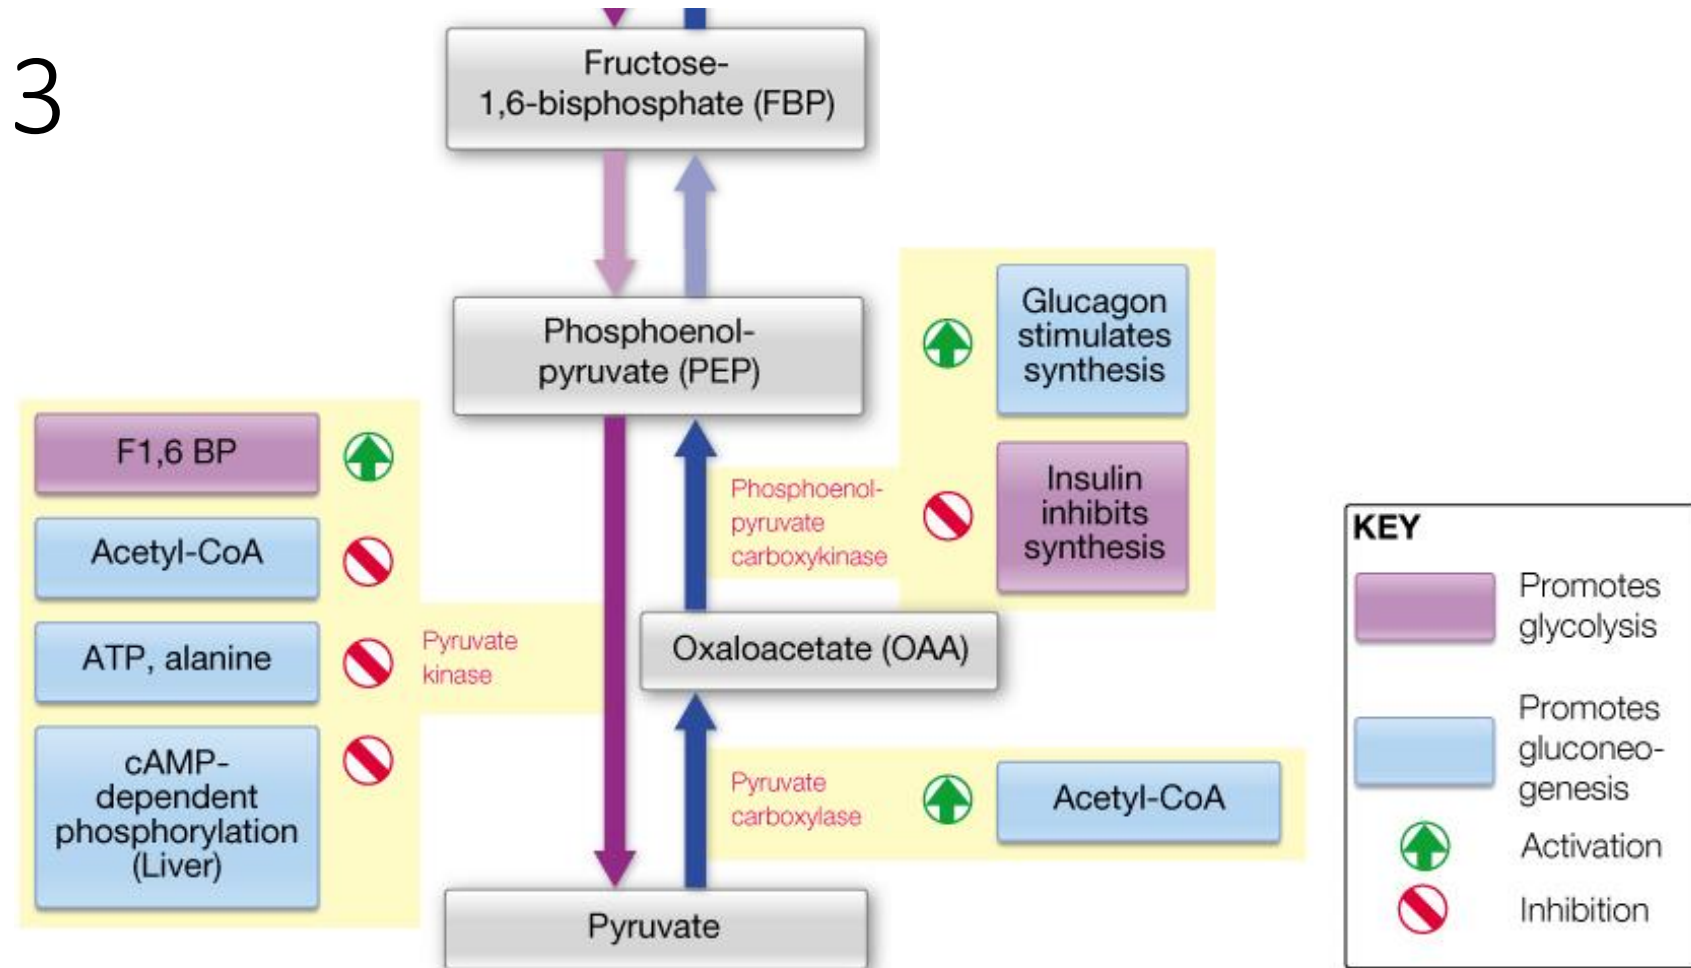 3
Fructose-
1,6-bisphosphate (FBP)
Phosphoenol-
pyruvate (PEP)
Glucagon
stimulates
synthesis
F1,6 BP
Acetyl-CoA
ATP, alanine
cAMP-
dependent
phosphorylation
(Liver)
Pyruvate
kinase
Phosphoenol-
pyruvate
carboxykinase
Insulin
inhibits
synthesis
Oxaloacetate (OAA)
Pyruvate
carboxylase
Acetyl-CoA
Pyruvate
KEY
Promotes
glycolysis
Promotes
gluconeo-
genesis
Activation
Inhibition